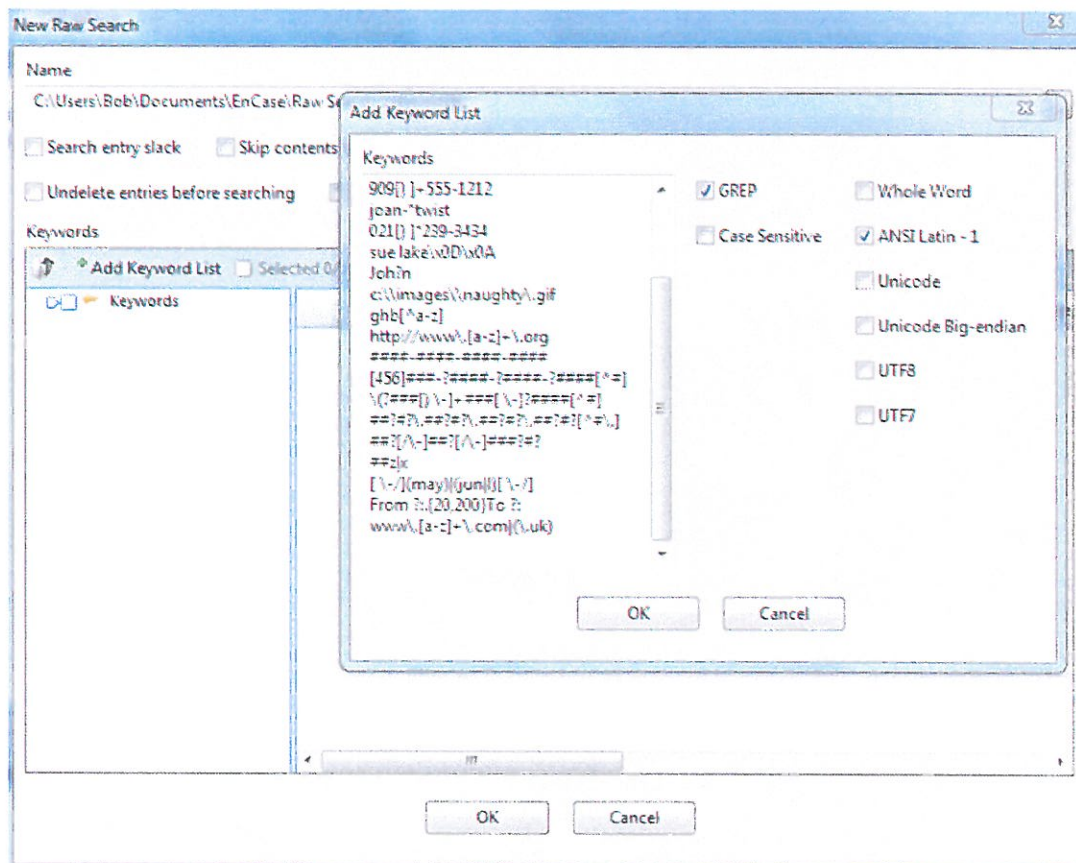 New Raw Search
Name
C:\Users\Bob\Documents\EnCase\Raw Se
Search entry slack
Skip contents
Undelete entries before searching
Keywords
Add Keyword List
Selected 0/
Keywords
Add Keyword List
Keywords
909[) ]+555-1212
joan-*twist
021[) ]*239-3434
sue lake\x0D\x0A
Joh?n
c:\\images\\naughty\.gif
ghb[^a-z]
http://www\.[a-z]+\.org
####-####-####-####
[456]###-?####-?####-?####[^#]
\(?###[) \-]+###[ \-]?####[^#]
##?#?\.##?#?\.##?#?\.##?#?[^#\.]
##?[/\-]##?[/\-]###?#?
##z|x
[ \-/](may)|(jun|l)[ \-/]
From ?:.{20,200}To ?:
www\.[a-z]+\.com|(\.uk)
GREP
Case Sensitive
Whole Word
ANSI Latin - 1
Unicode
Unicode Big-endian
UTF8
UTF7
OK
Cancel
OK
Cancel